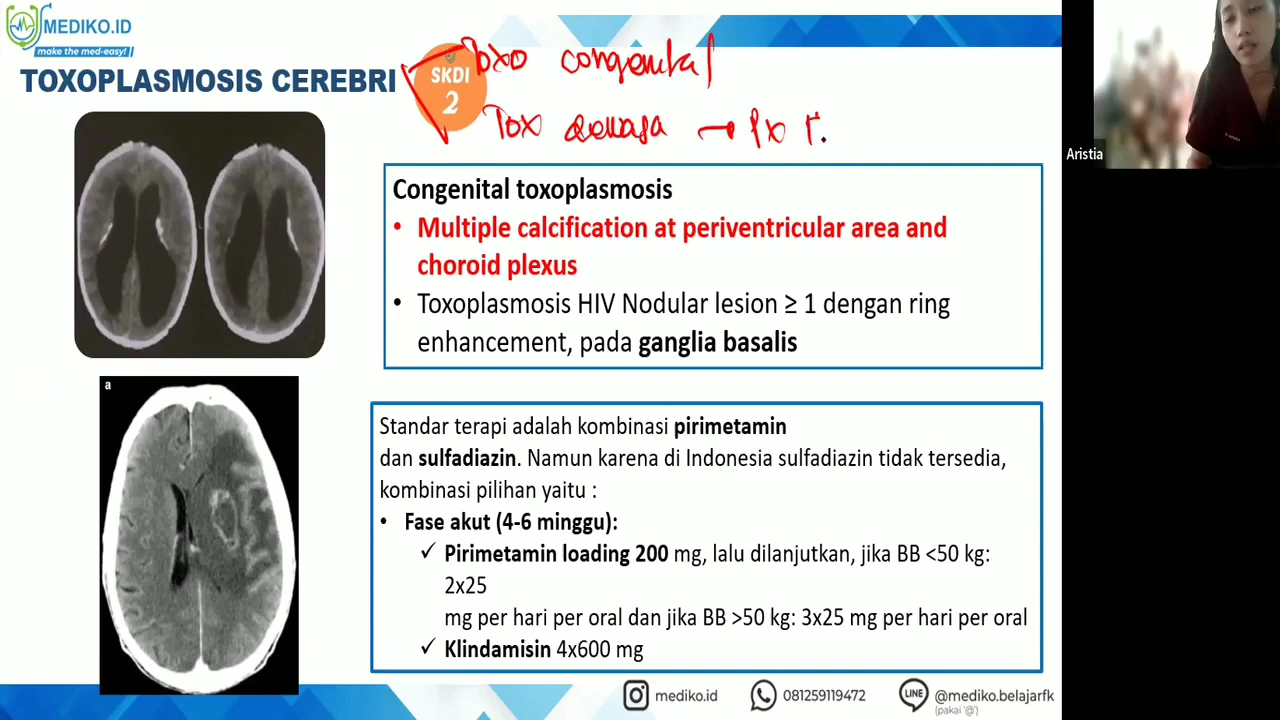 MEDIKO.ID
make the med-easy!
TOXOPLASMOSIS CEREBRI
SKDI
2
Toxo congenital
Tox dewasa → Px
Aristia
a
Congenital toxoplasmosis
• Multiple calcification at periventricular area and
choroid plexus
• Toxoplasmosis HIV Nodular lesion ≥ 1 dengan ring
enhancement, pada ganglia basalis
Standar terapi adalah kombinasi pirimetamin
dan sulfadiazin. Namun karena di Indonesia sulfadiazin tidak tersedia,
kombinasi pilihan yaitu :
• Fase akut (4-6 minggu):
✓ Pirimetamin loading 200 mg, lalu dilanjutkan, jika BB <50 kg:
2x25
mg per hari per oral dan jika BB >50 kg: 3x25 mg per hari per oral
✓ Klindamisin 4x600 mg
mediko.id
081259119472
LINE
@mediko.belajarfk
(pakai '@')